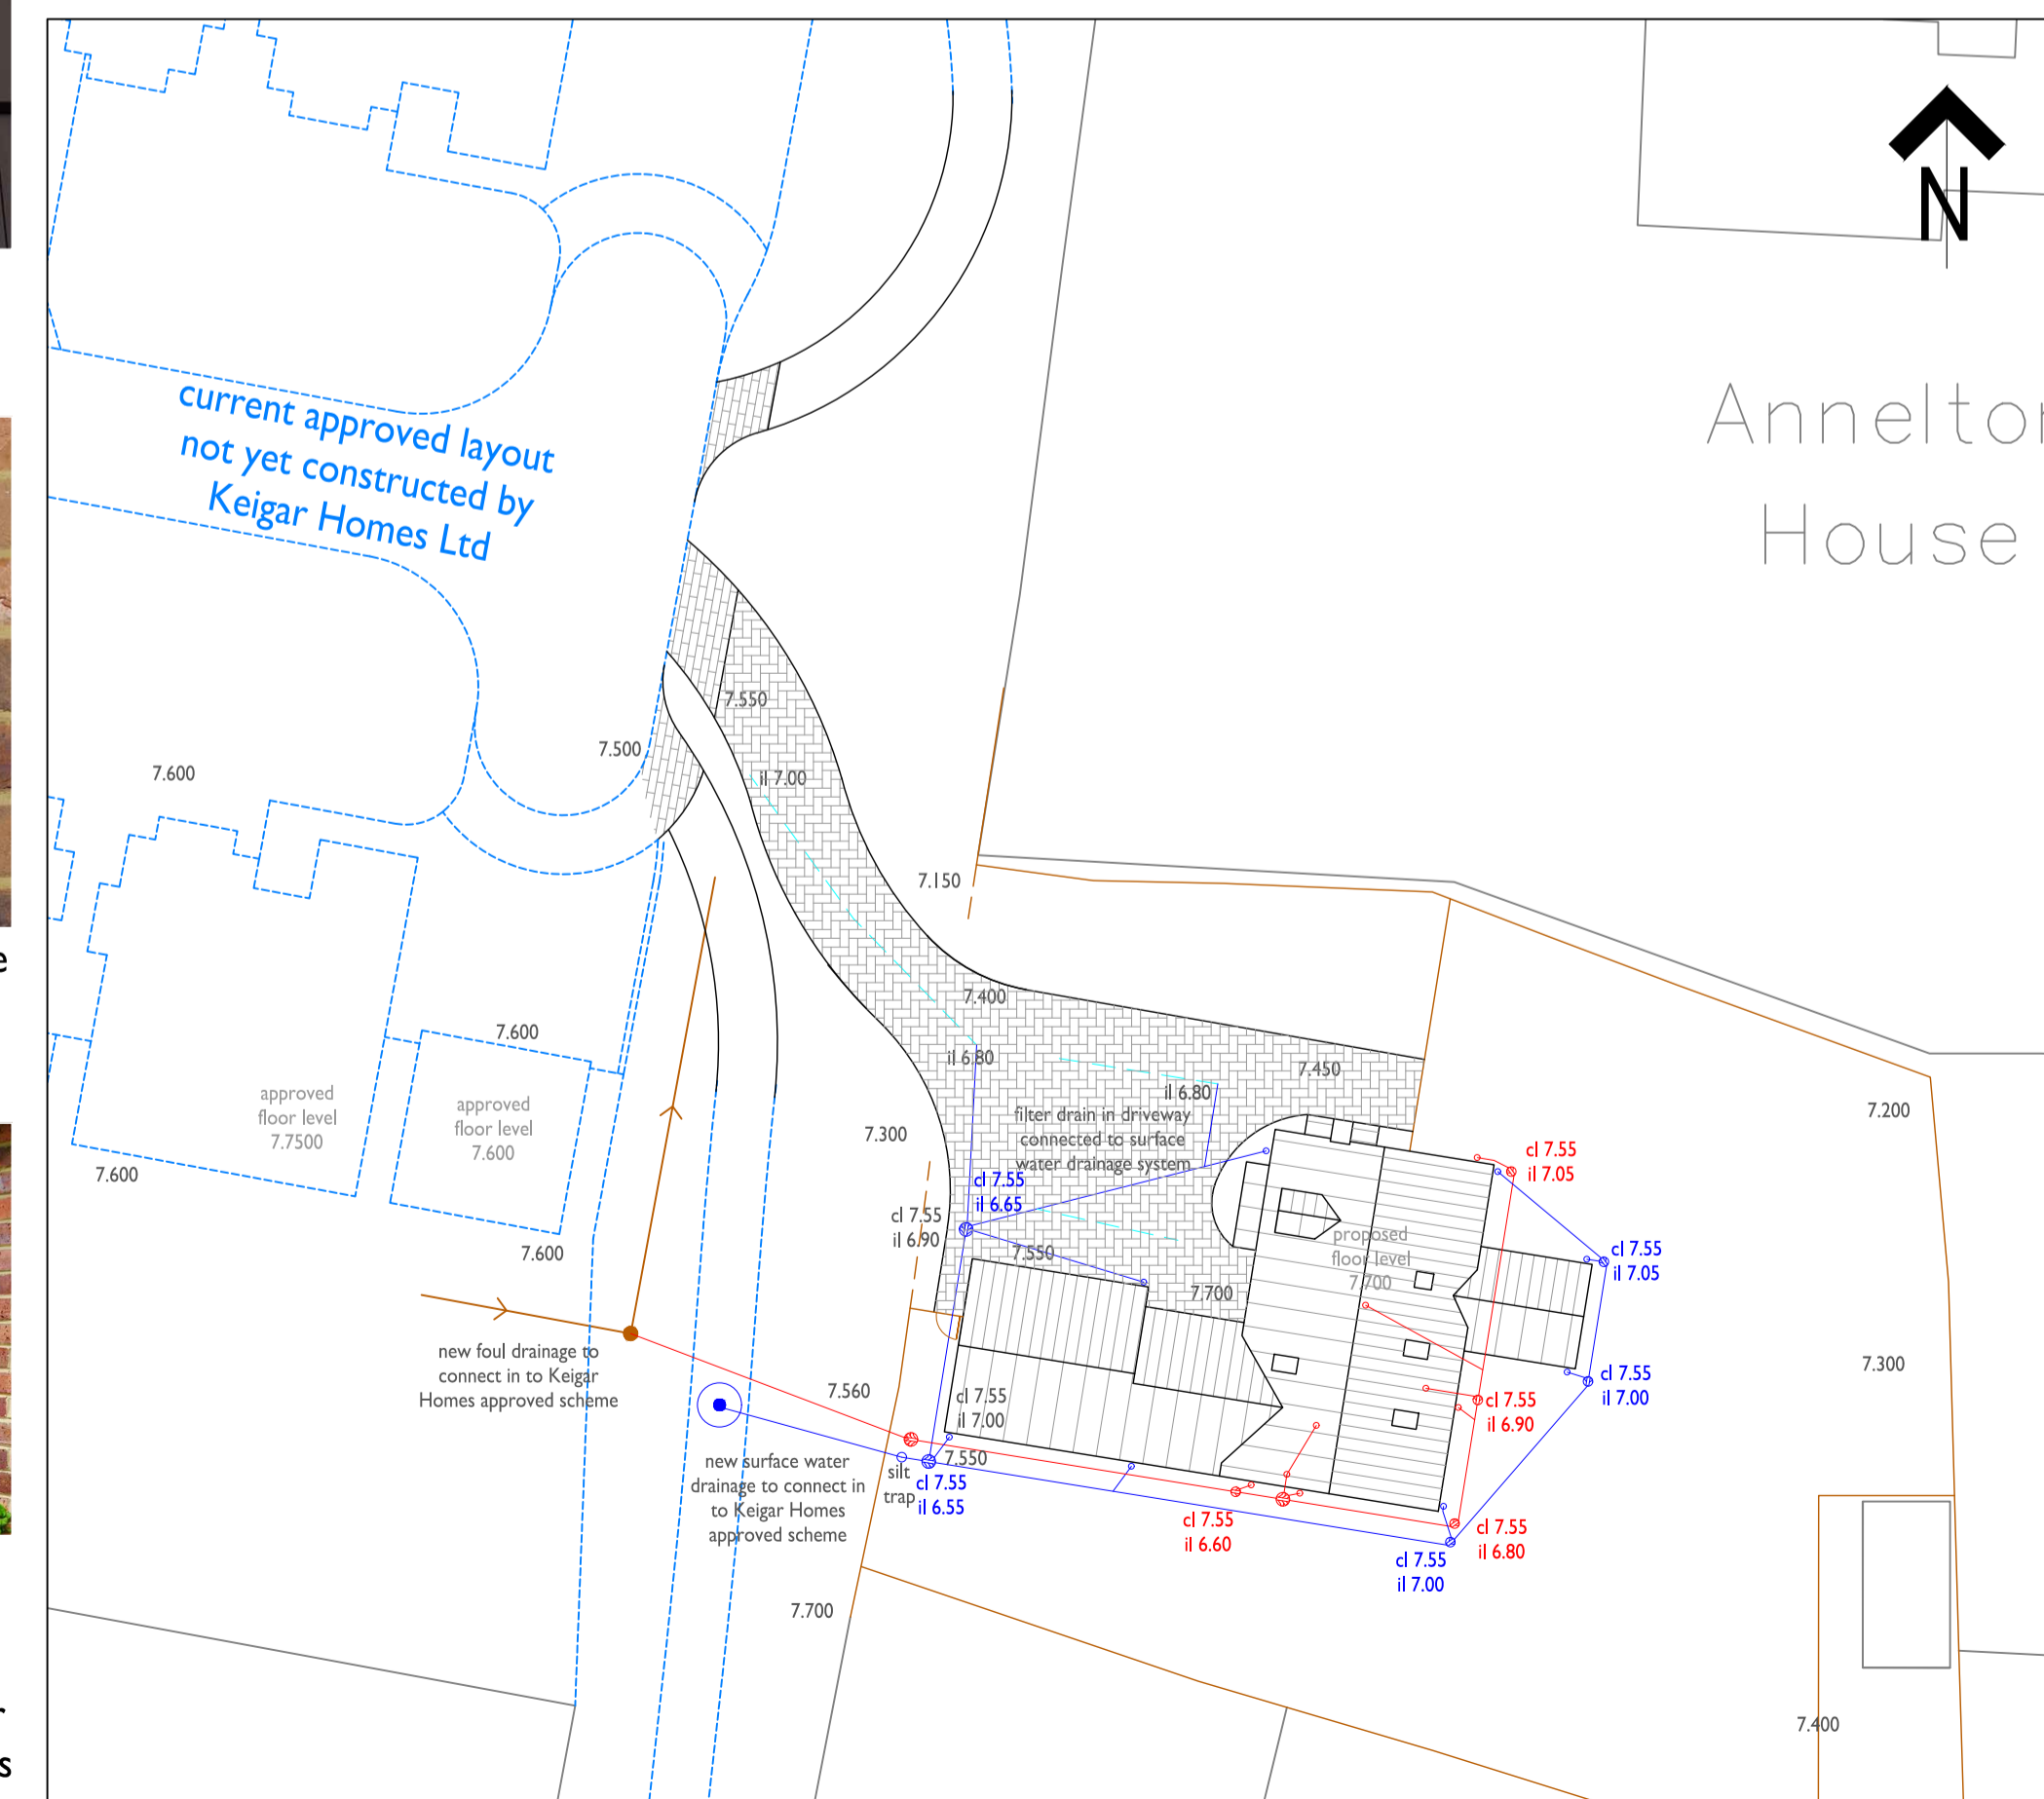 N
Annelto
House
current approved layout
not yet constructed by
Keigar Homes Ltd
7.550
7.500
7.600
il 7.00
7.150
e
7.400
7.600
il 6.80
7.450
il 6.80
approved
floor level
7.7500
approved
floor level
7.600
7.200
filter drain in driveway
connected to surface
water drainage system
7.300
cl 7.55
il 7.05
7.600
cl 7.55
il 6.65
cl 7.55
il 6.90
7.550
proposed
floor level
7.700
cl 7.55
il 7.05
7.600
7.700
new foul drainage to
connect in to Keigar
Homes approved scheme
7.560
cl 7.55
il 7.00
7.300
cl 7.55
il 7.00
cl 7.55
il 6.90
7.550
new surface water
drainage to connect in
to Keigar Homes
approved scheme
silt
trap
cl 7.55
il 6.55
cl 7.55
il 6.60
cl 7.55
il 6.80
cl 7.55
il 7.00
7.700
7.400
s